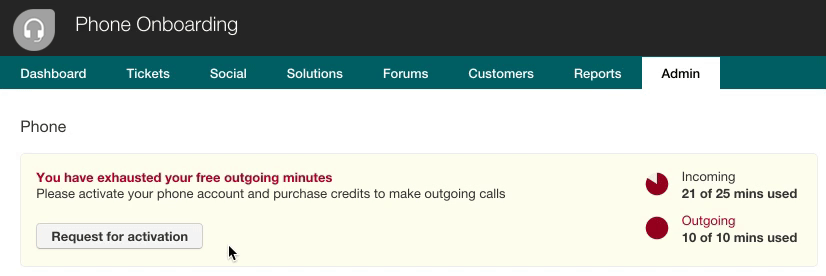 Phone Onboarding
Dashboard Tickets Social Solutions Forums Customers Reports Admin
Phone
You have exhausted your free outgoing minutes
Please activate your phone account and purchase credits to make outgoing calls
Request for activation
Incoming
21 of 25 mins used
Outgoing
10 of 10 mins used